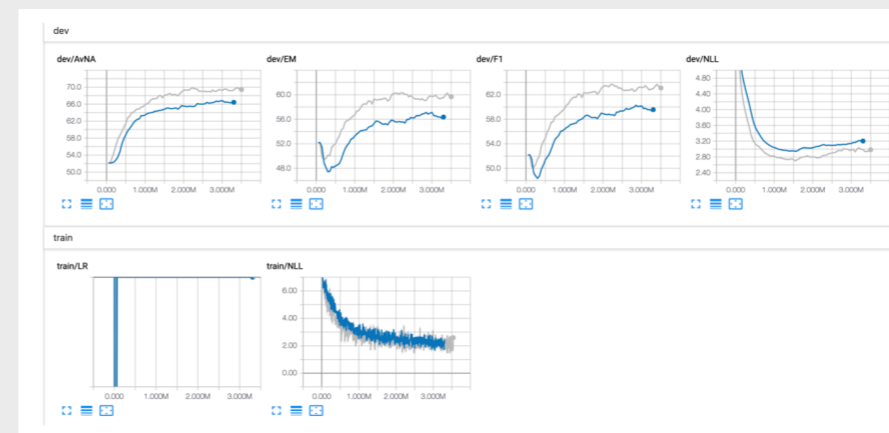 dev
dev/AvNA dev/EM dev/F1 dev/NLL
70.0
66.0
62.0
58.0
54.0
50.0
0.000 1.000M 2.000M 3.000M
60.0
56.0
52.0
48.0
0.000 1.000M 2.000M 3.000M
62.0
58.0
54.0
50.0
0.000 1.000M 2.000M 3.000M
4.80
4.40
4.00
3.60
3.20
2.80
2.40
0.000 1.000M 2.000M 3.000M
train
train/LR train/NLL
0.000 1.000M 2.000M 3.000M
6.00
4.00
2.00
0.00
0.000 1.000M 2.000M 3.000M